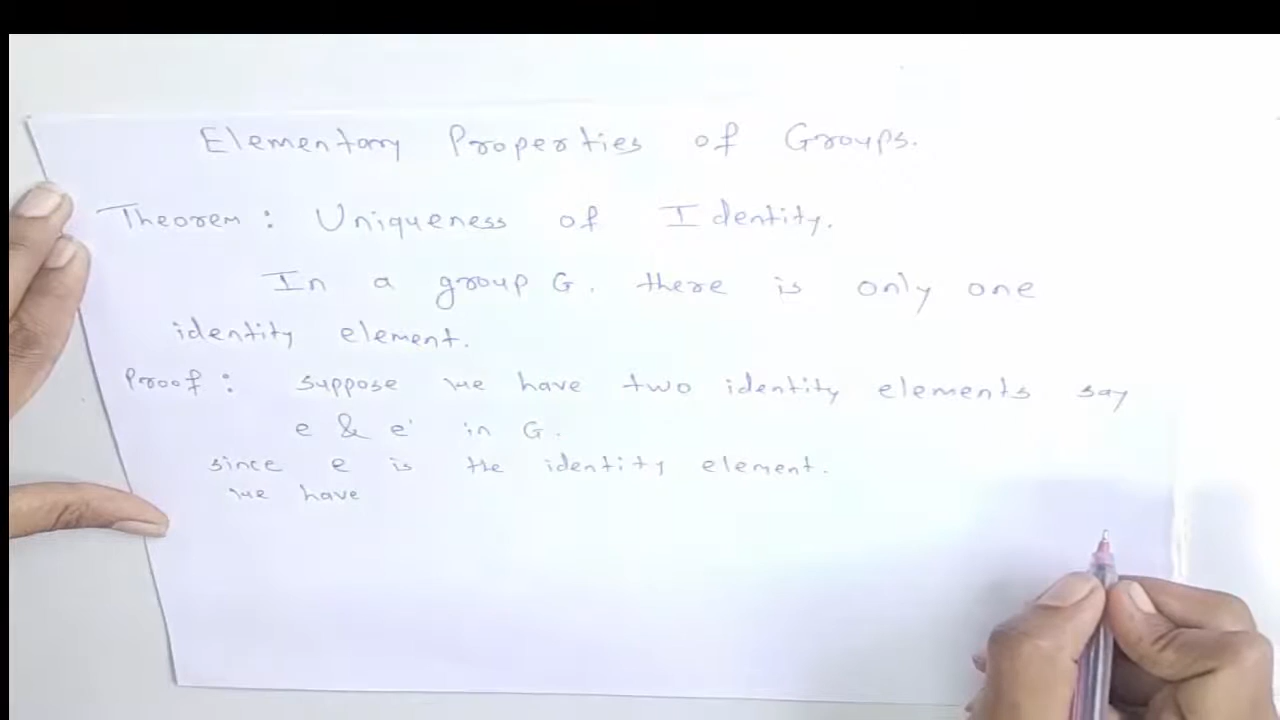 Elementary Properties of Groups.
Theorem : Uniqueness of Identity.
In a group G. there is only one
identity element.
Proof : suppose we have two identity elements say
e & e' in G.
since e is the identity element.
we have